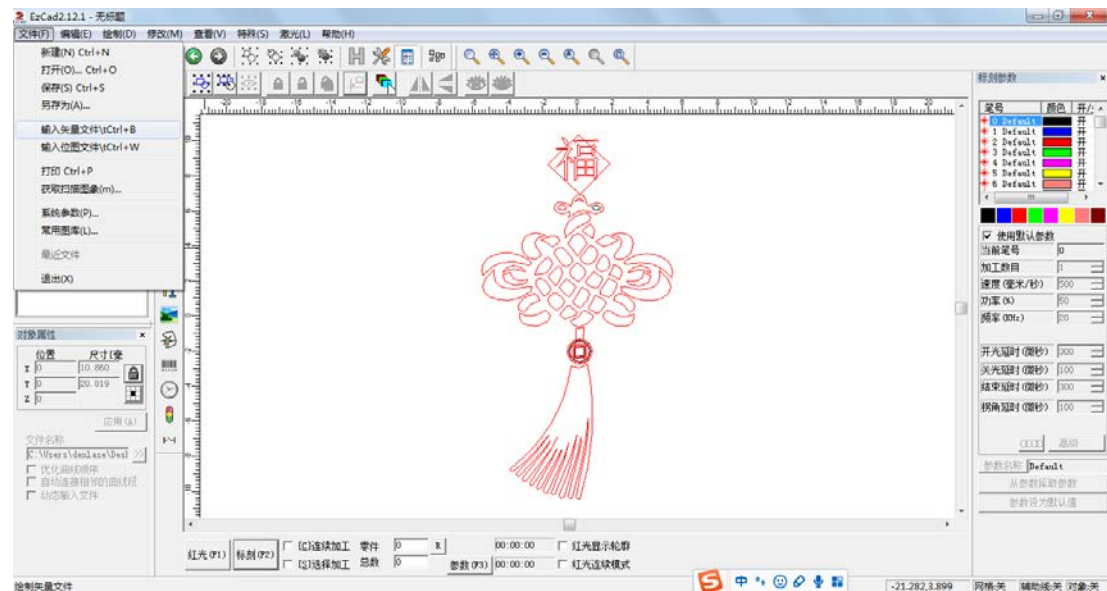 EzCad2.12.1 - 无标题
文件(F) 编辑(E) 绘制(D) 修改(M) 查看(V) 特殊(S) 激光(L) 帮助(H)
新建(N) Ctrl+N
打开(O)... Ctrl+O
保存(S) Ctrl+S
另存为(A)...
输入矢量文件\tCtrl+B
输入位图文件\tCtrl+W
打印 Ctrl+P
获取扫描图象(m)...
系统参数(P)...
常用图库(L)...
最近文件
退出(X)
对象属性
位置 尺寸[毫
X 0 10.860
Y 0 20.019
Z 0
应用(A)
文件名称
C:\Users\deolase\Desl >>
优化曲线顺序
自动连接相邻的曲线段
动态输入文件
福
红光(F1) 标刻(F2)
[C]连续加工 零件 0 R 00:00:00 红光显示轮廓
[S]选择加工 总数 0 参数(F3) 00:00:00 红光连续模式
标刻参数
笔号 颜色 开/
0 Default 开
1 Default 开
2 Default 开
3 Default 开
4 Default 开
5 Default 开
6 Default 开
使用默认参数
当前笔号 0
加工数目 1
速度(毫米/秒) 500
功率(%) 50
频率(KHz) 20
开光延时(微秒) 300
关光延时(微秒) 100
结束延时(微秒) 300
拐角延时(微秒) 100
高级...
参数名称 Default
从参数库取参数
参数设为默认值
绘制矢量文件
S 中
-21.282,3.899 网格:关 辅助线:关 对象:关